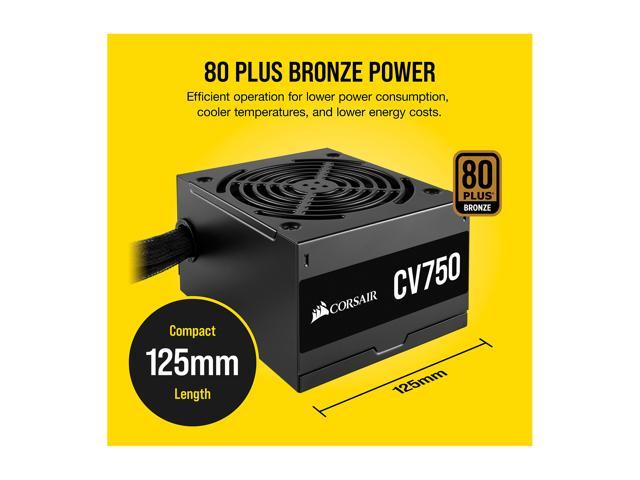 80 PLUS BRONZE POWER
Efficient operation for lower power consumption,
cooler temperatures, and lower energy costs.
80
PLUS®
BRONZE
CV750
CORSAIR
Compact
125mm
Length
125mm